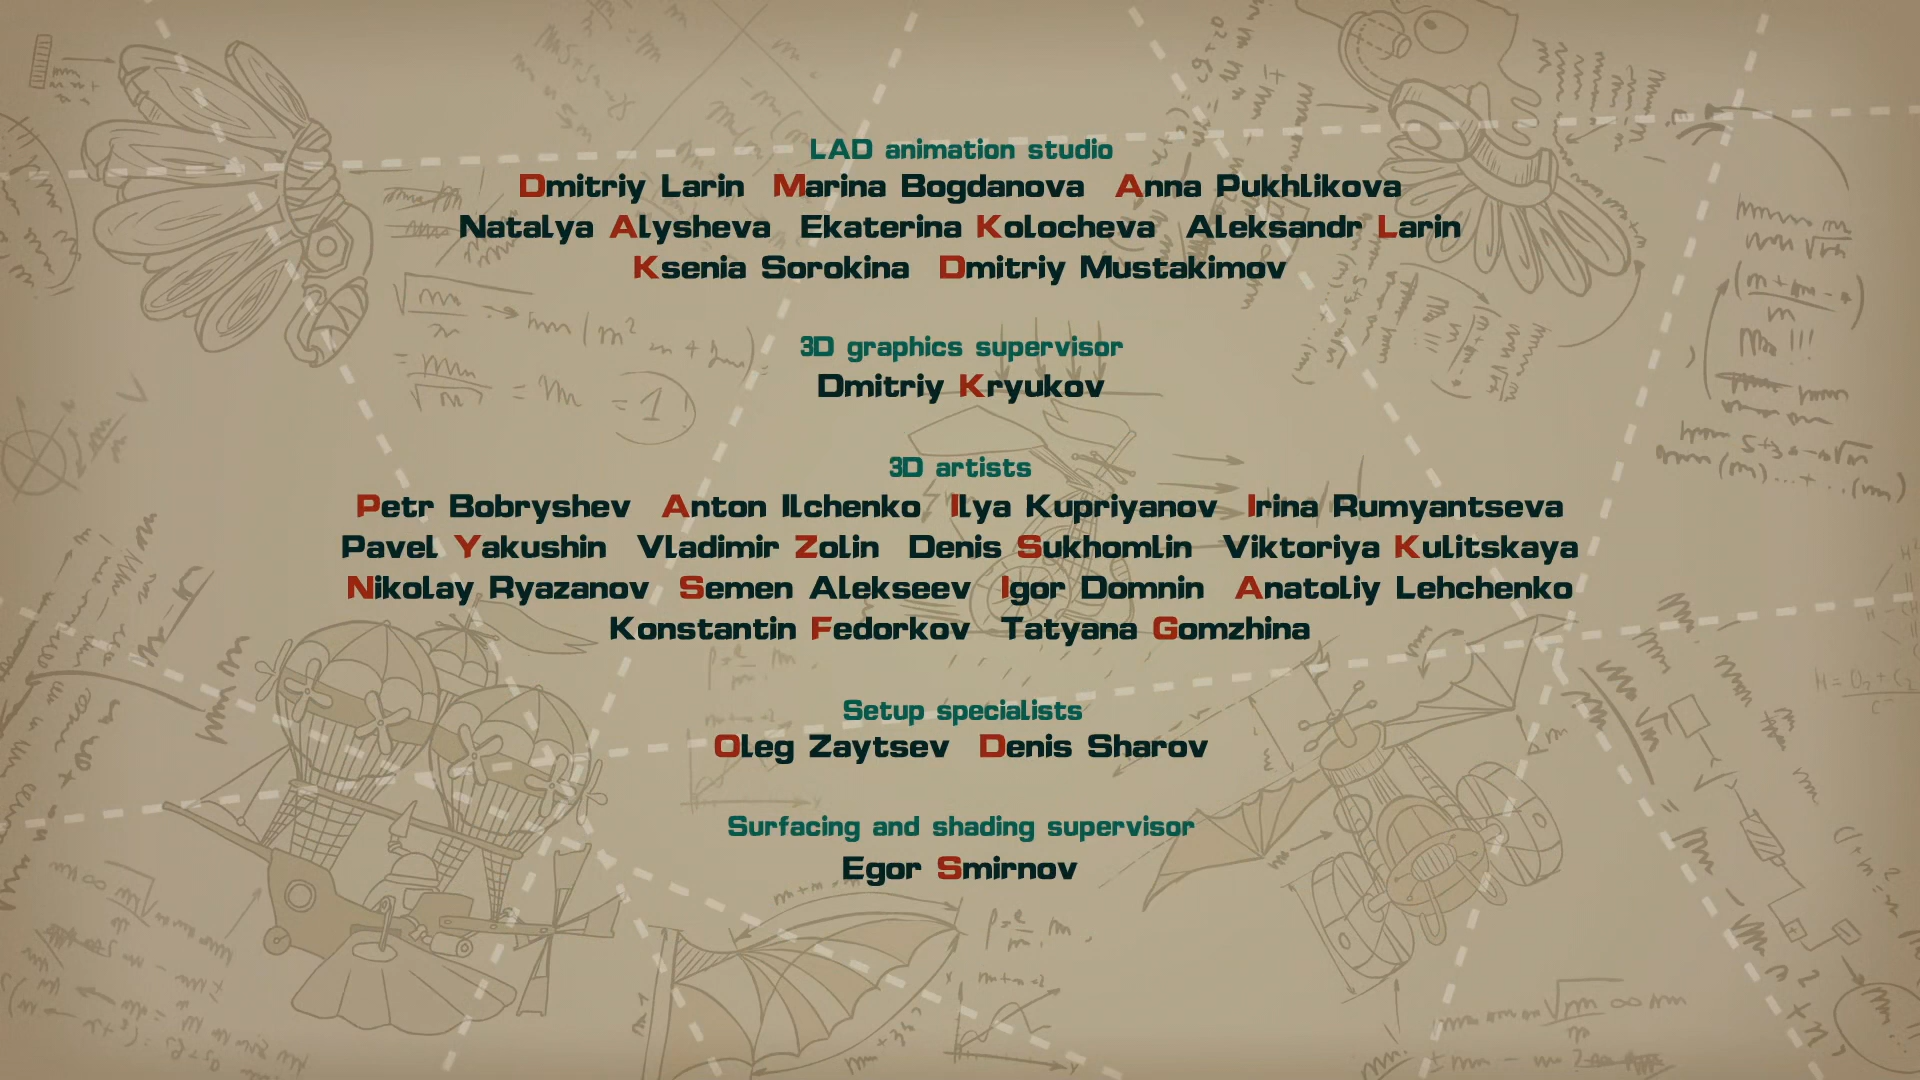 LAD animation studio
Dmitriy Larin Marina Bogdanova Anna Pukhlikova
Natalya Alysheva Ekaterina Kolocheva Aleksandr Larin
Ksenia Sorokina Dmitriy Mustakimov
3D graphics supervisor
Dmitriy Kryukov
3D artists
Petr Bobryshev Anton Ilchenko Ilya Kupriyanov Irina Rumyantseva
Pavel Yakushin Vladimir Zolin Denis Sukhomlin Viktoriya Kulitskaya
Nikolay Ryazanov Semen Alekseev Igor Domnin Anatoliy Lehchenko
Konstantin Fedorkov Tatyana Gomzhina
Setup specialists
Oleg Zaytsev Denis Sharov
Surfacing and shading supervisor
Egor Smirnov